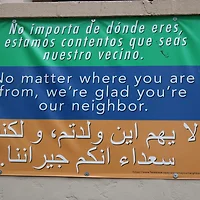 No importa de dónde eres,
estamos contentos que seas
nuestro vecino.
No matter where you are
from, we're glad you're
our neighbor.
لا يهم اين ولدتم، و لكننا
سعداء انكم جيراننا.